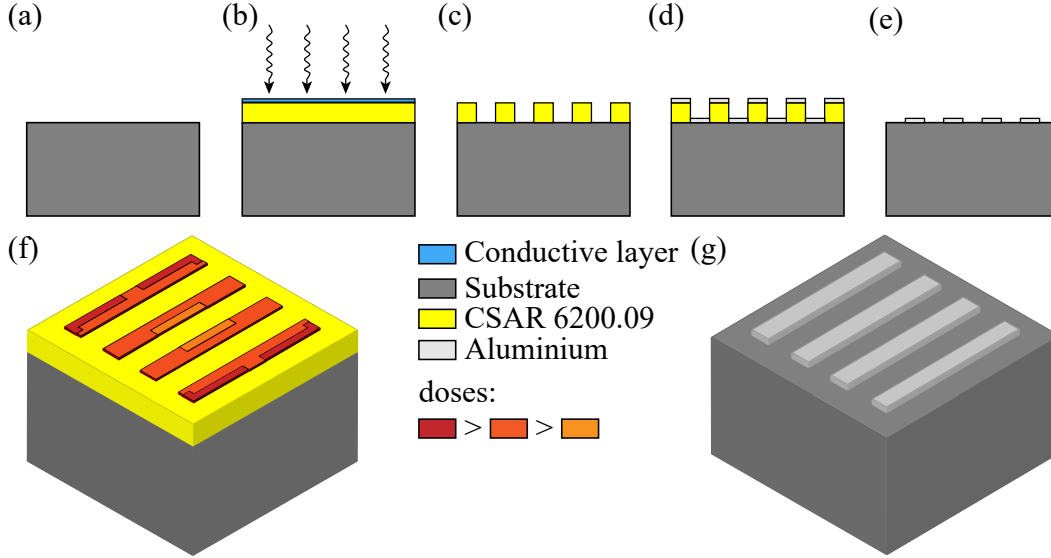 (a)
(b)
(c)
(d)
(e)
(f)
Conductive layer
(g)
Substrate
CSAR 6200.09
Aluminium
doses:
> >